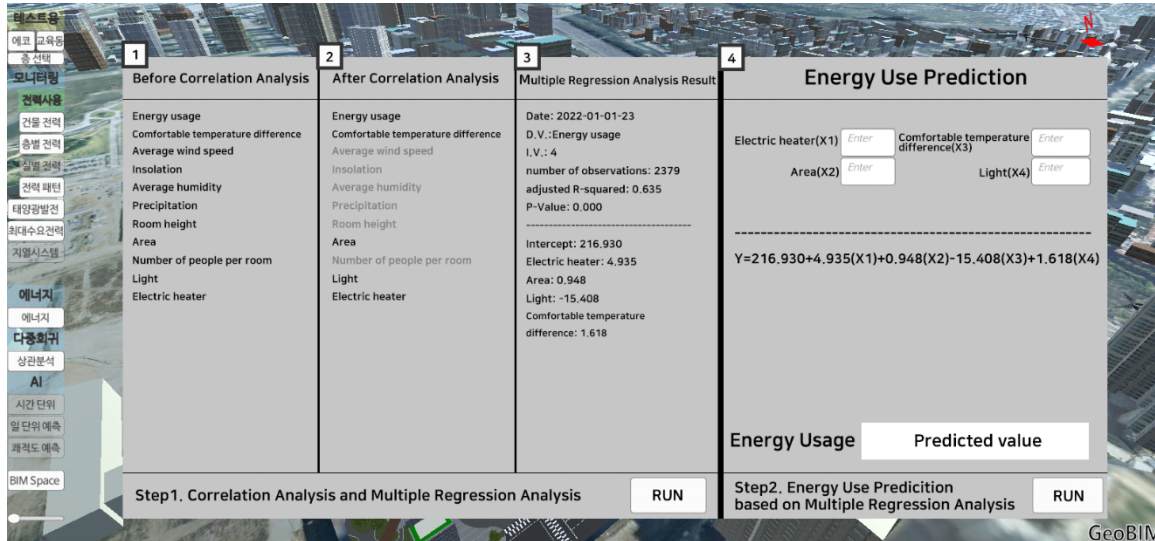 테스트용
에코 교육동
층 선택
모니터링
전력사용
건물 전력
층별 전력
실별 전력
전력 패턴
태양광발전
최대수요전력
지열시스템
에너지
에너지
다중회귀
상관분석
AI
시간 단위
일 단위 예측
쾌적도 예측
BIM Space
1
Before Correlation Analysis
Energy usage
Comfortable temperature difference
Average wind speed
Insolation
Average humidity
Precipitation
Room height
Area
Number of people per room
Light
Electric heater
2
After Correlation Analysis
Energy usage
Comfortable temperature difference
Average wind speed
Insolation
Average humidity
Precipitation
Room height
Area
Number of people per room
Light
Electric heater
3
Multiple Regression Analysis Result
Date: 2022-01-01-23
D.V.:Energy usage
I.V.: 4
number of observations: 2379
adjusted R-squared: 0.635
P-Value: 0.000
------------------------------------
Intercept: 216.930
Electric heater: 4.935
Area: 0.948
Light: -15.408
Comfortable temperature
difference: 1.618
Step1. Correlation Analysis and Multiple Regression Analysis
RUN
4
Energy Use Prediction
Electric heater(X1) Enter
Comfortable temperature
difference(X3) Enter
Area(X2) Enter
Light(X4) Enter
------------------------------------------------
Y=216.930+4.935(X1)+0.948(X2)-15.408(X3)+1.618(X4)
Energy Usage
Predicted value
Step2. Energy Use Predicition
based on Multiple Regression Analysis
RUN
N
GeoBIM